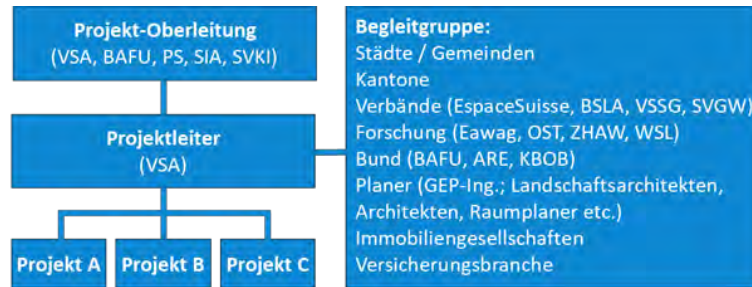 Projekt-Oberleitung
(VSA, BAFU, PS, SIA, SVKI)
Projektleiter
(VSA)
Projekt A
Projekt B
Projekt C
Begleitgruppe:
Städte / Gemeinden
Kantone
Verbände (EspaceSuisse, BSLA, VSSG, SVGW)
Forschung (Eawag, OST, ZHAW, WSL)
Bund (BAFU, ARE, KBOB)
Planer (GEP-Ing.; Landschaftsarchitekten,
Architekten, Raumplaner etc.)
Immobiliengesellschaften
Versicherungsbranche